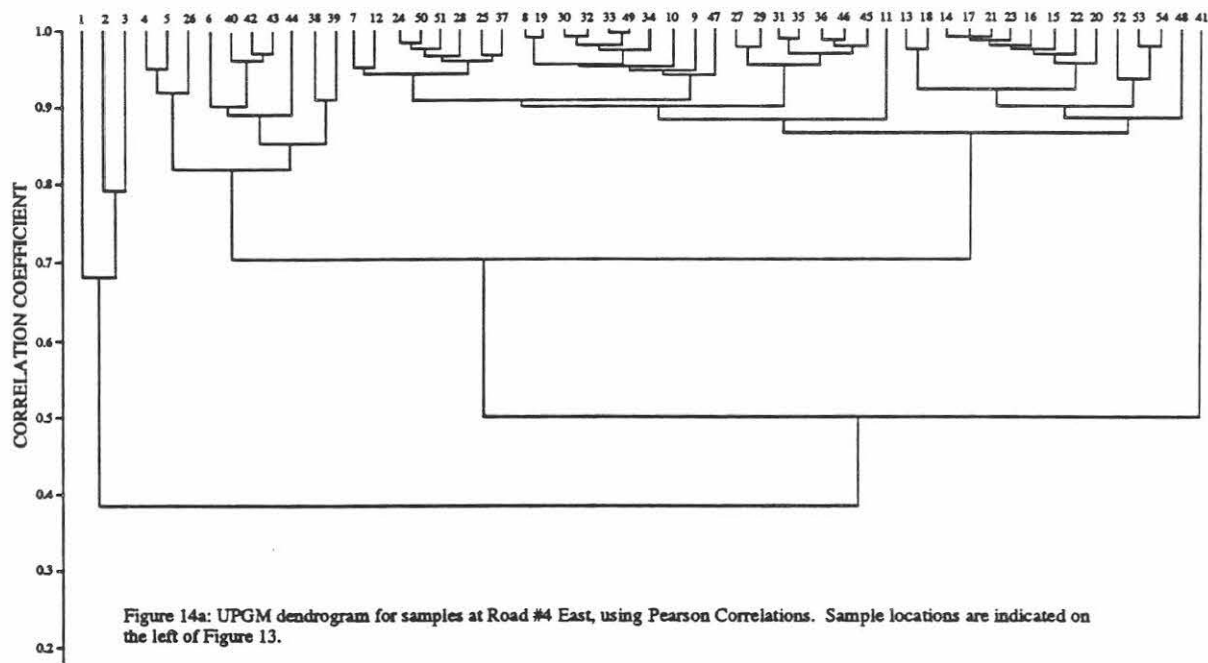 1 2 3 4 5 26 6 40 42 43 44 38 39 7 12 24 50 51 28 25 37 8 19 30 32 33 49 34 10 9 47 27 29 31 35 36 46 45 11 13 18 14 17 21 23 16 15 22 20 52 53 54 48 41
1.0
0.9
0.8
0.7
0.6
0.5
0.4
0.3
0.2
CORRELATION COEFFICIENT
Figure 14a: UPGM dendrogram for samples at Road #4 East, using Pearson Correlations. Sample locations are indicated on
the left of Figure 13.